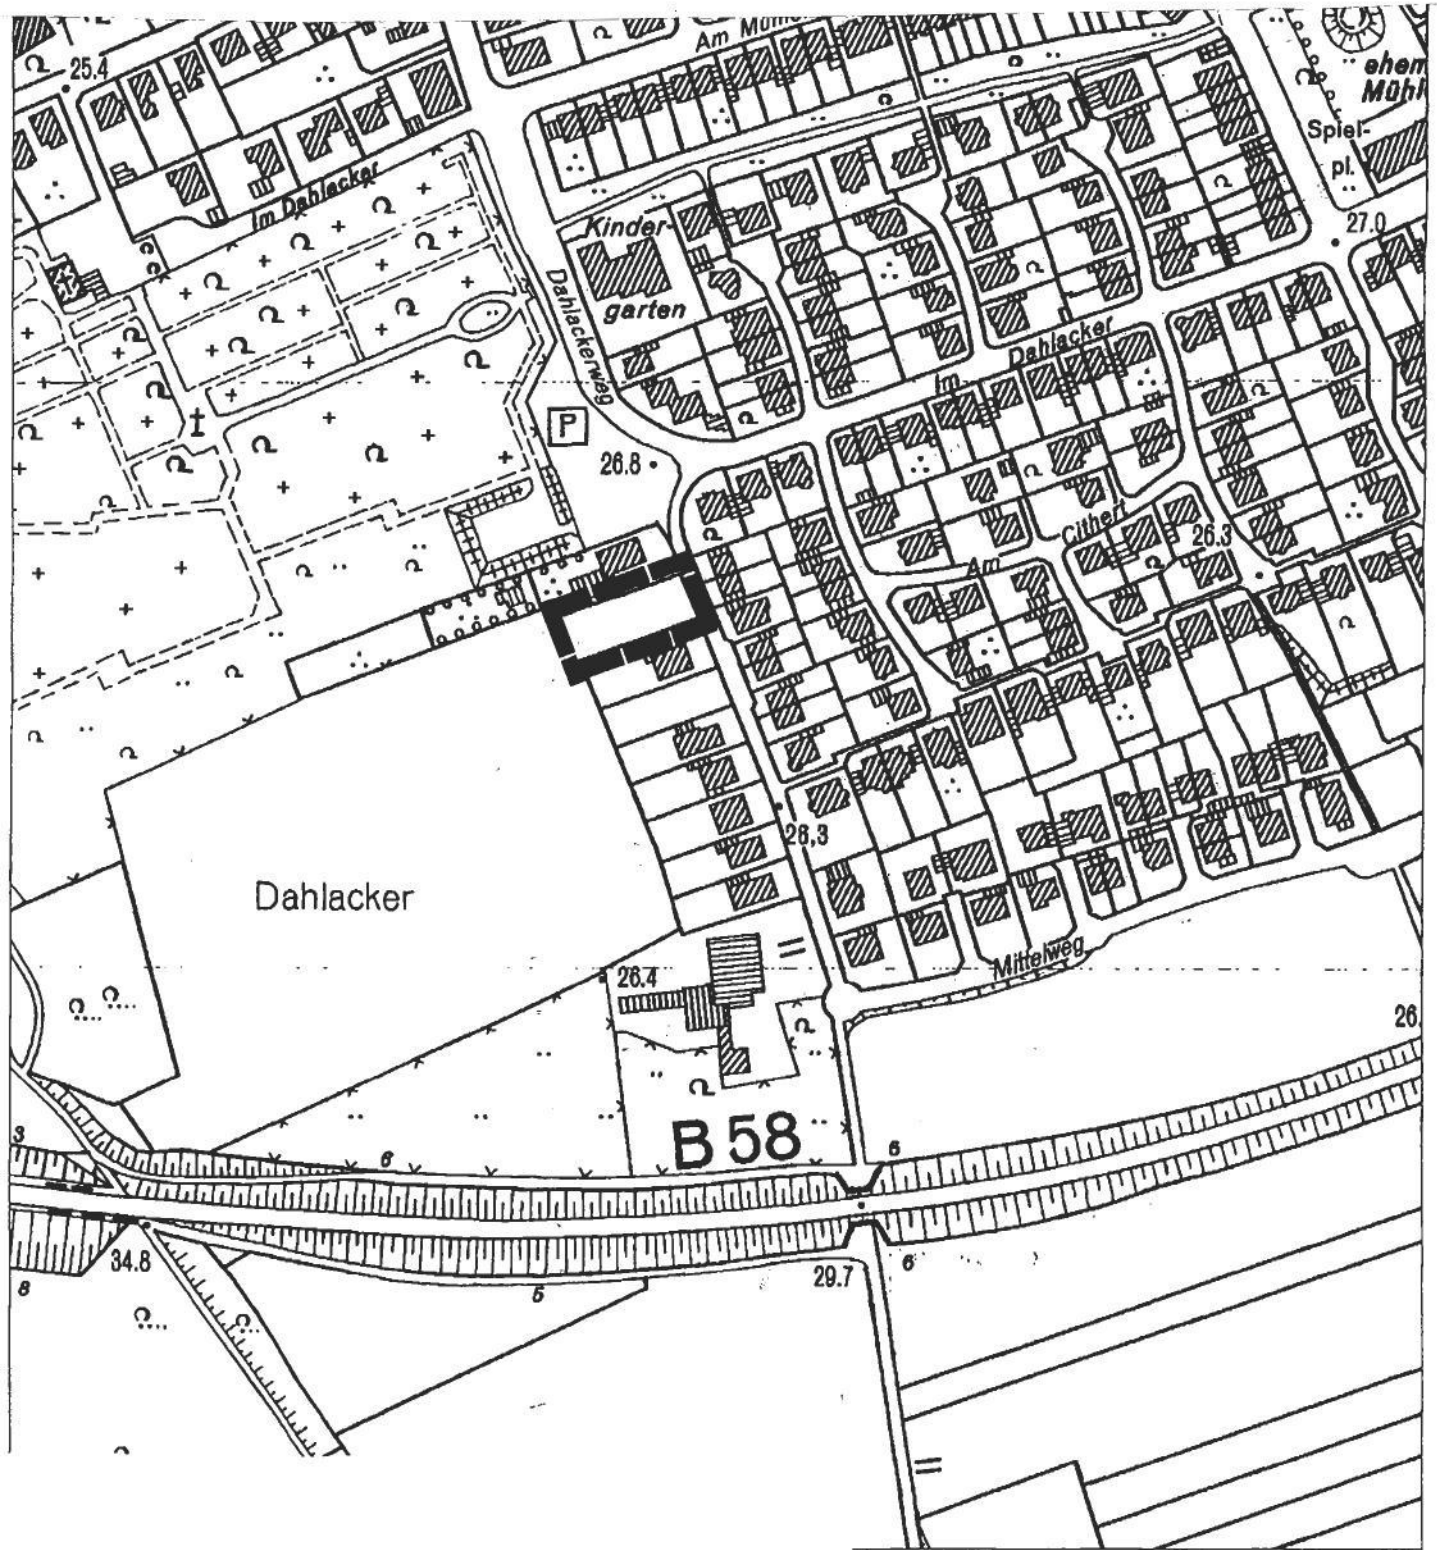 Am
25.4
ehem
Mühl
Spiel-
pl.
Im Dahlacker
Kinder-
garten
27.0
Dahlackerweg
Im Dahlacker
P
26.8
Am Cithert
26.3
26,3
Dahlacker
26.4
Mittelweg
26.
B 58
3
6
6
34.8
29.7
6
8
5